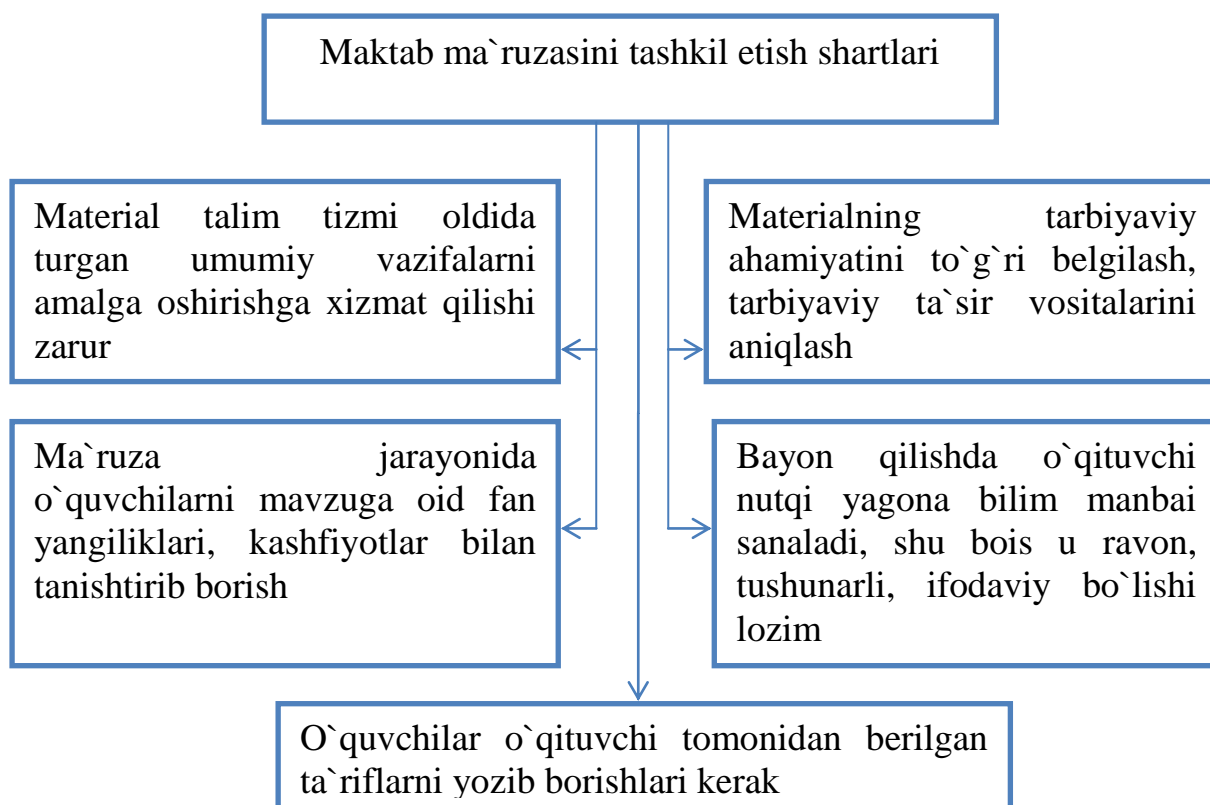 Maktab ma`ruzasini tashkil etish shartlari
Material talim tizmi oldida
turgan umumiy vazifalarni
amalga oshirishga xizmat qilishi
zarur
Materialning tarbiyaviy
ahamiyatini to`g`ri belgilash,
tarbiyaviy ta`sir vositalarini
aniqlash
Ma`ruza jarayonida
o`quvchilarni mavzuga oid fan
yangiliklari, kashfiyotlar bilan
tanishtirib borish
Bayon qilishda o`qituvchi
nutqi yagona bilim manbai
sanaladi, shu bois u ravon,
tushunarli, ifodaviy bo`lishi
lozim
O`quvchilar o`qituvchi tomonidan berilgan
ta`riflarni yozib borishlari kerak